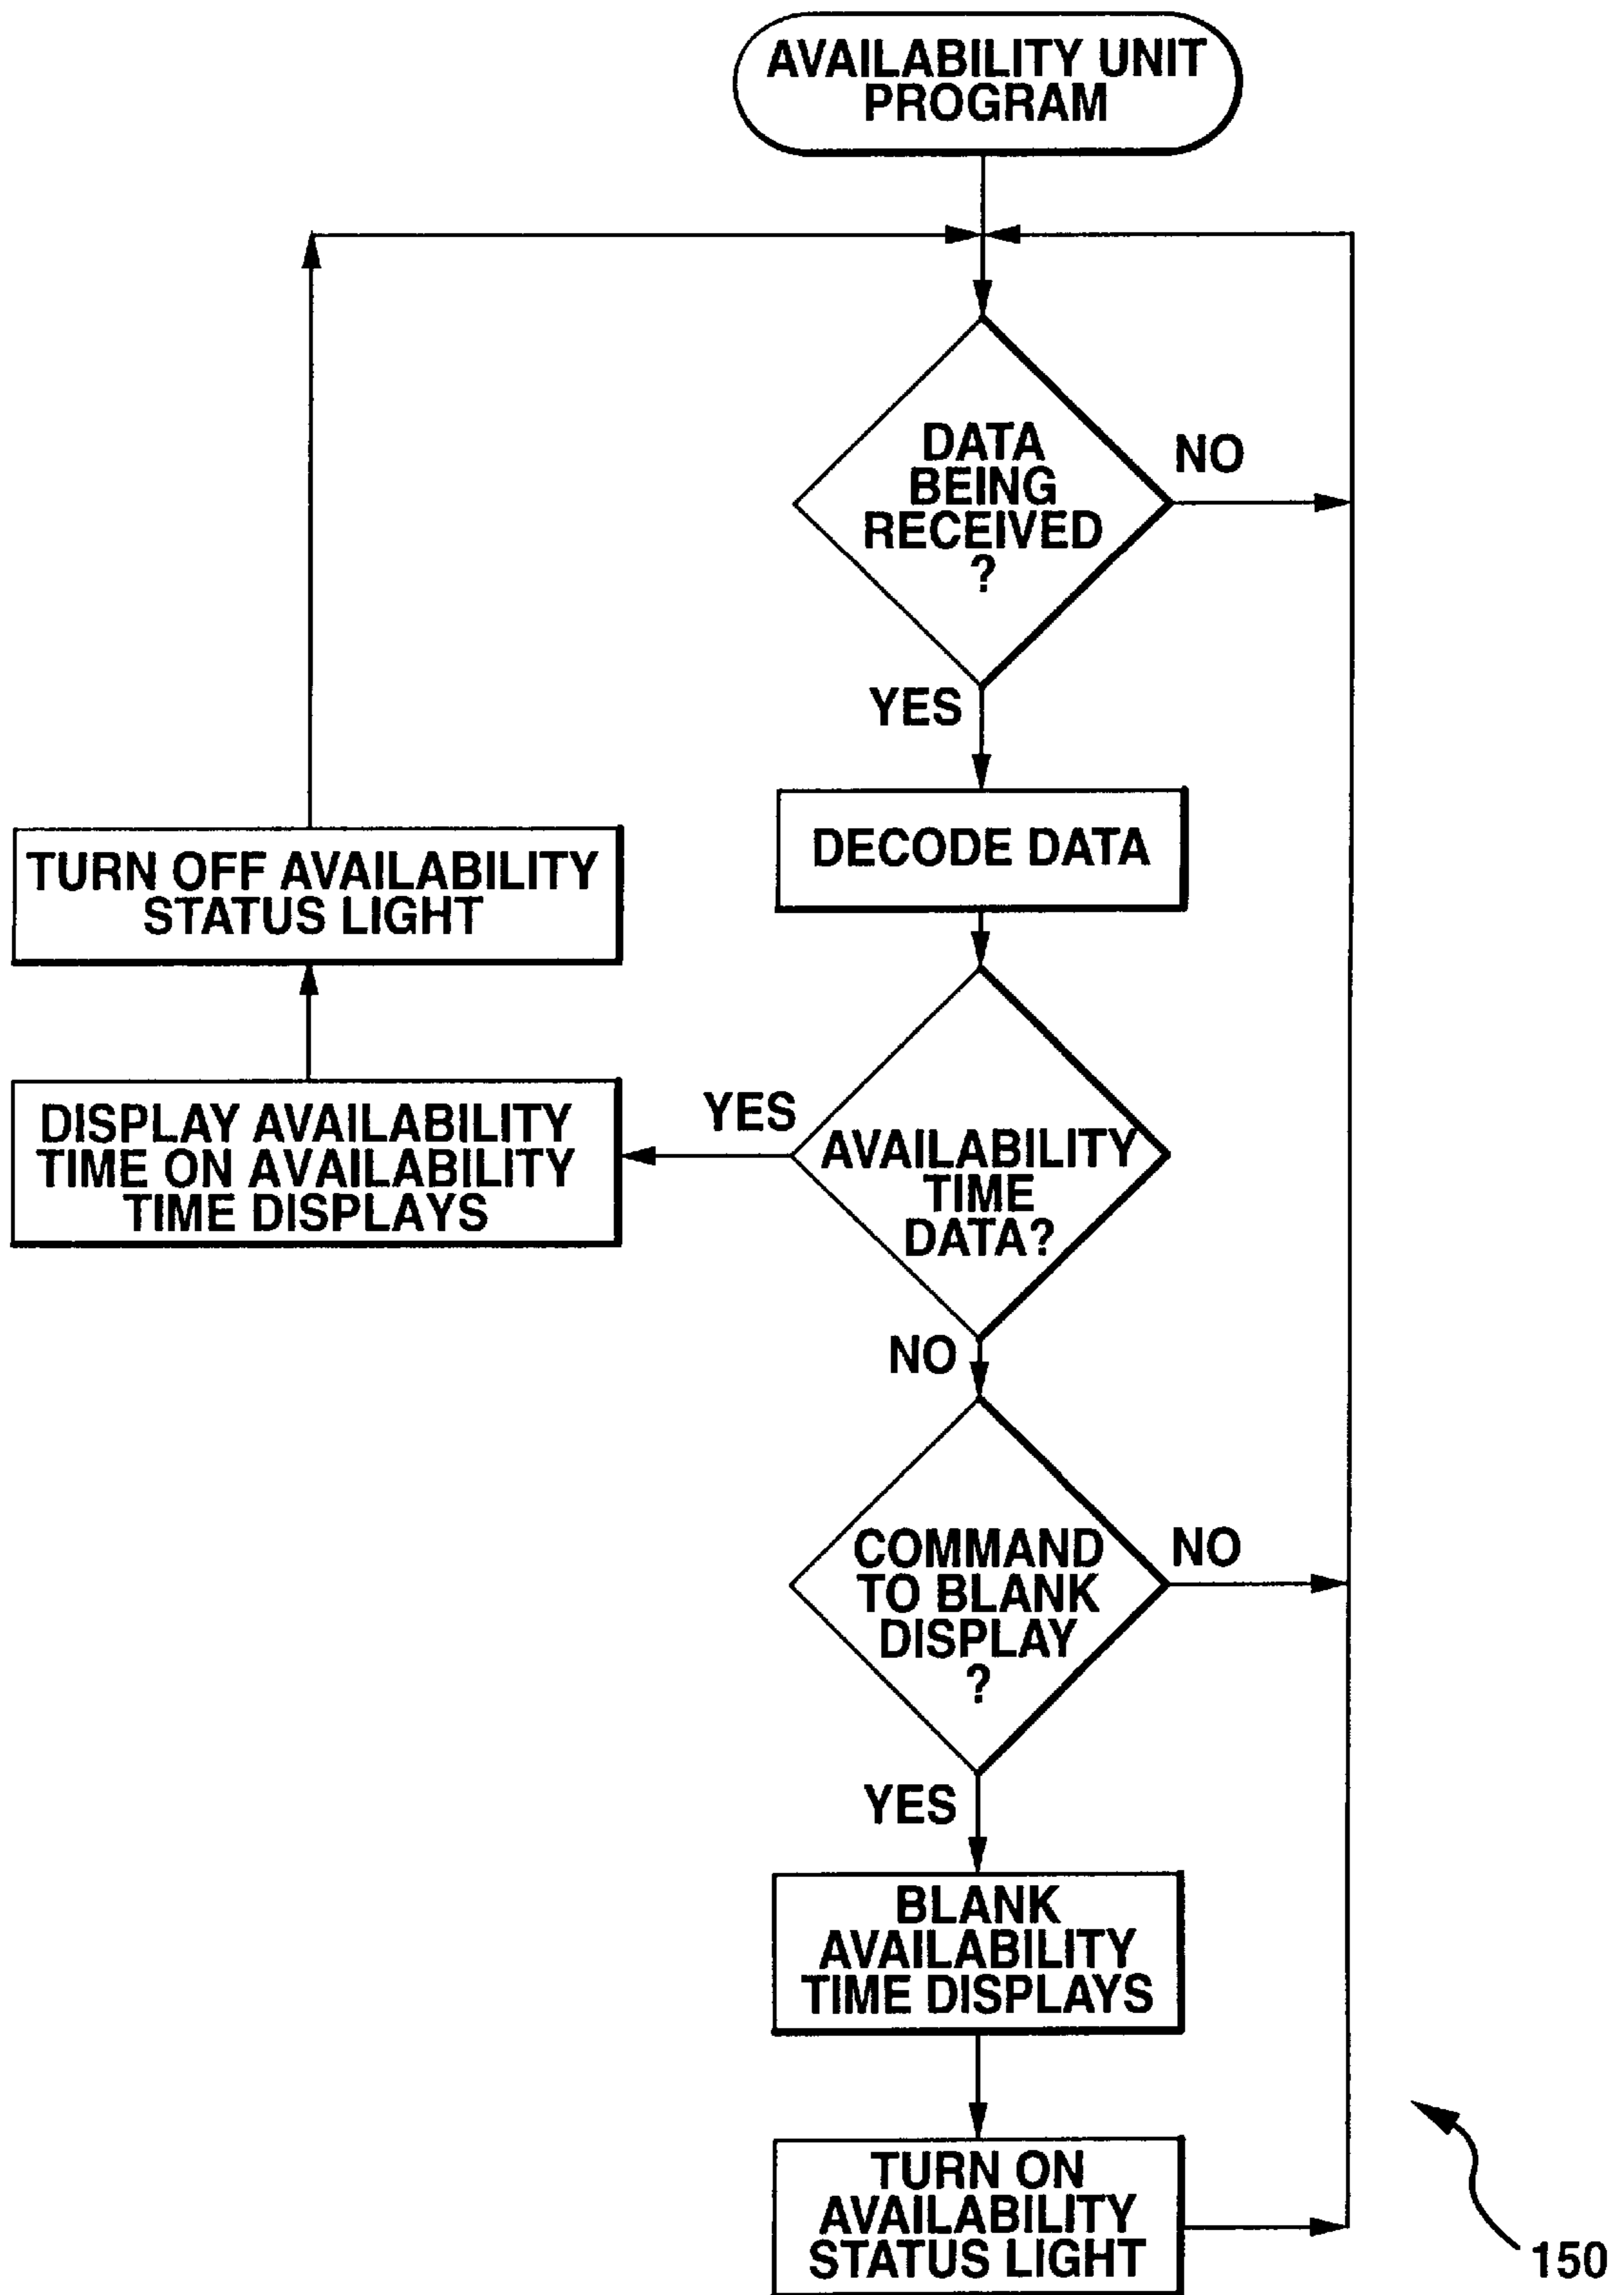 AVAILABILITY UNIT
PROGRAM
DATA
BEING
RECEIVED
?
NO
YES
DECODE DATA
TURN OFF AVAILABILITY
STATUS LIGHT
DISPLAY AVAILABILITY
TIME ON AVAILABILITY
TIME DISPLAYS
YES
AVAILABILITY
TIME
DATA?
NO
COMMAND
TO BLANK
DISPLAY
?
NO
YES
BLANK
AVAILABILITY
TIME DISPLAYS
TURN ON
AVAILABILITY
STATUS LIGHT
150